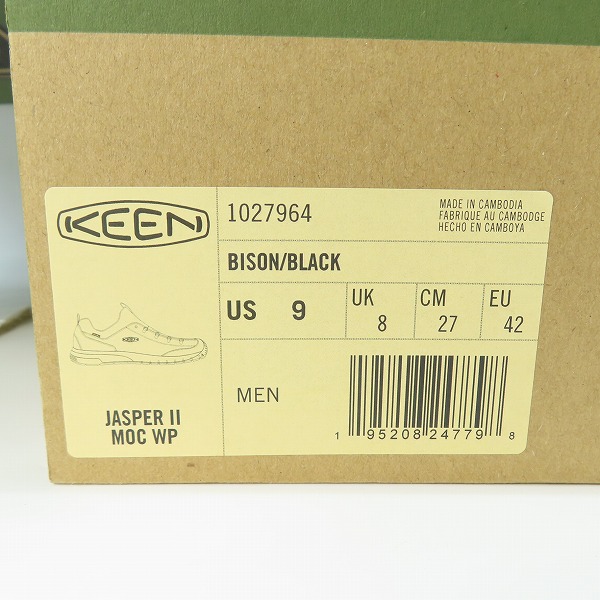 KEEN
1027964
MADE IN CAMBODIA
FABRIQUE AU CAMBODGE
HECHO EN CAMBOYA
BISON/BLACK
US 9
UK 8
CM 27
EU 42
JASPER II
MOC WP
MEN
1 95208 24779 8